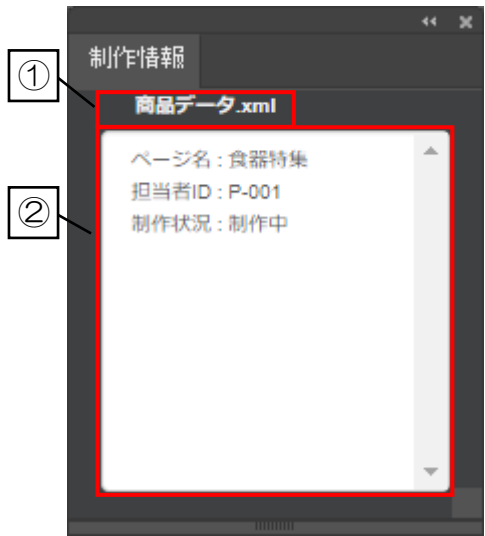 制作情報
①
商品データ.xml
ページ名 : 食器特集
担当者ID : P-001
②
制作状況 : 制作中